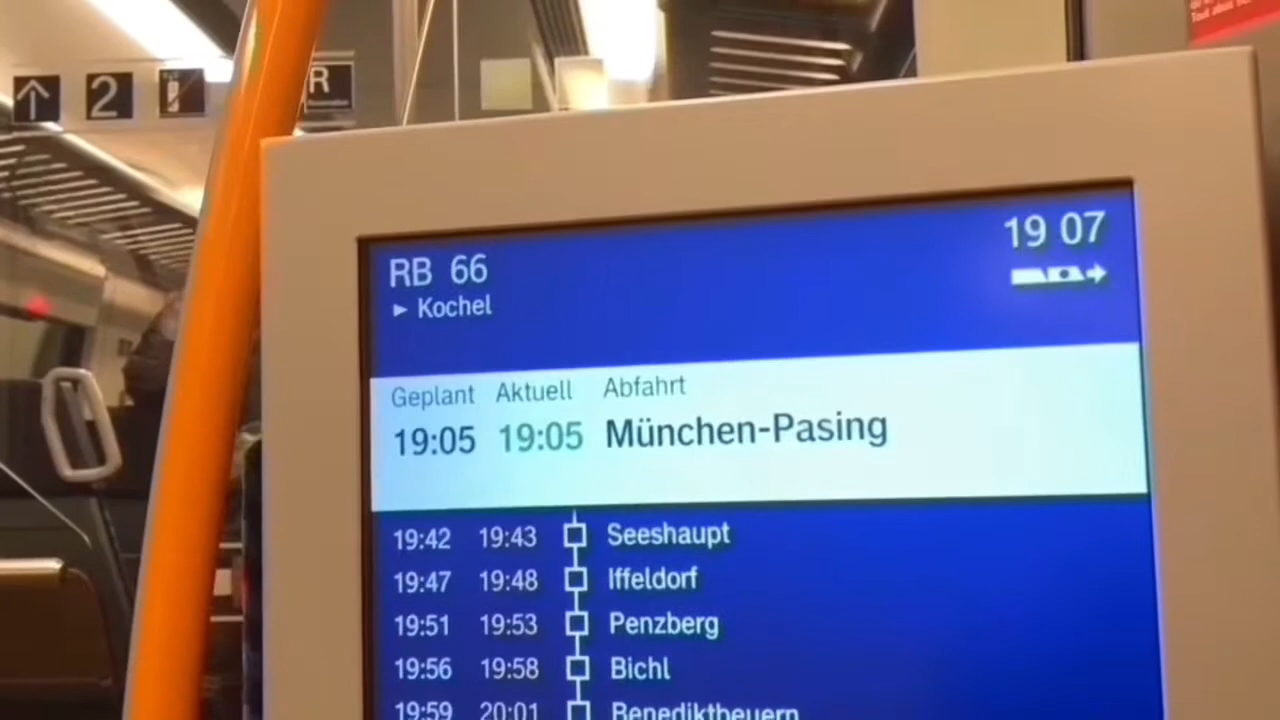 2
R
19 07
RB 66
► Kochel
Geplant Aktuell Abfahrt
19:05 19:05 München-Pasing
19:42 19:43 Seeshaupt
19:47 19:48 Iffeldorf
19:51 19:53 Penzberg
19:56 19:58 Bichl
19:59 20:01 Benediktbeuern